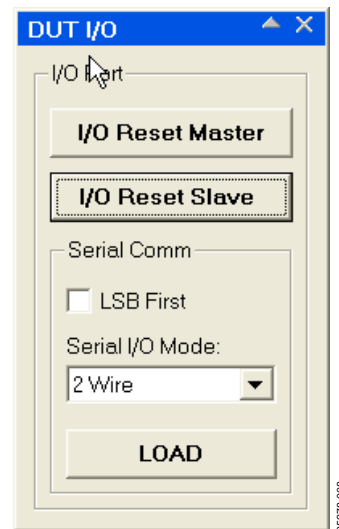 DUT I/O
I/O Reset Master
I/O Reset Slave
Serial Comm
LSB First
Serial I/O Mode:
2 Wire
LOAD